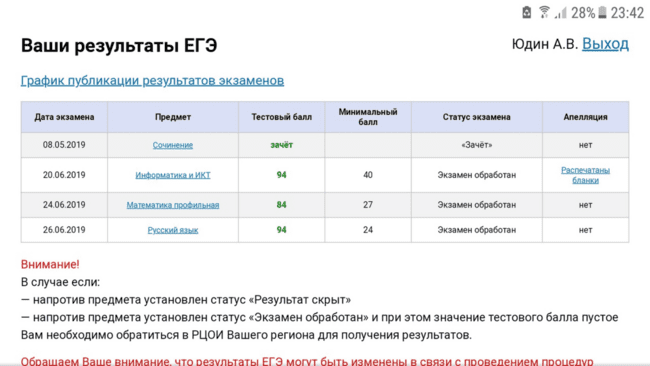 28% 23:42
Ваши результаты ЕГЭ
Юдин А.В. Выход
График публикации результатов экзаменов
Дата экзамена Предмет Тестовый балл Минимальный балл Статус экзамена Апелляция
08.05.2019 Сочинение зачёт «Зачёт» нет
20.06.2019 Информатика и ИКТ 94 40 Экзамен обработан Распечатаны бланки
24.06.2019 Математика профильная 84 27 Экзамен обработан нет
26.06.2019 Русский язык 94 24 Экзамен обработан нет
Внимание!
В случае если:
— напротив предмета установлен статус «Результат скрыт»
— напротив предмета установлен статус «Экзамен обработан» и при этом значение тестового балла пустое
Вам необходимо обратиться в РЦОИ Вашего региона для получения результатов.
Обращаем Ваше внимание, что результаты ЕГЭ могут быть изменены в связи с проведением процедур